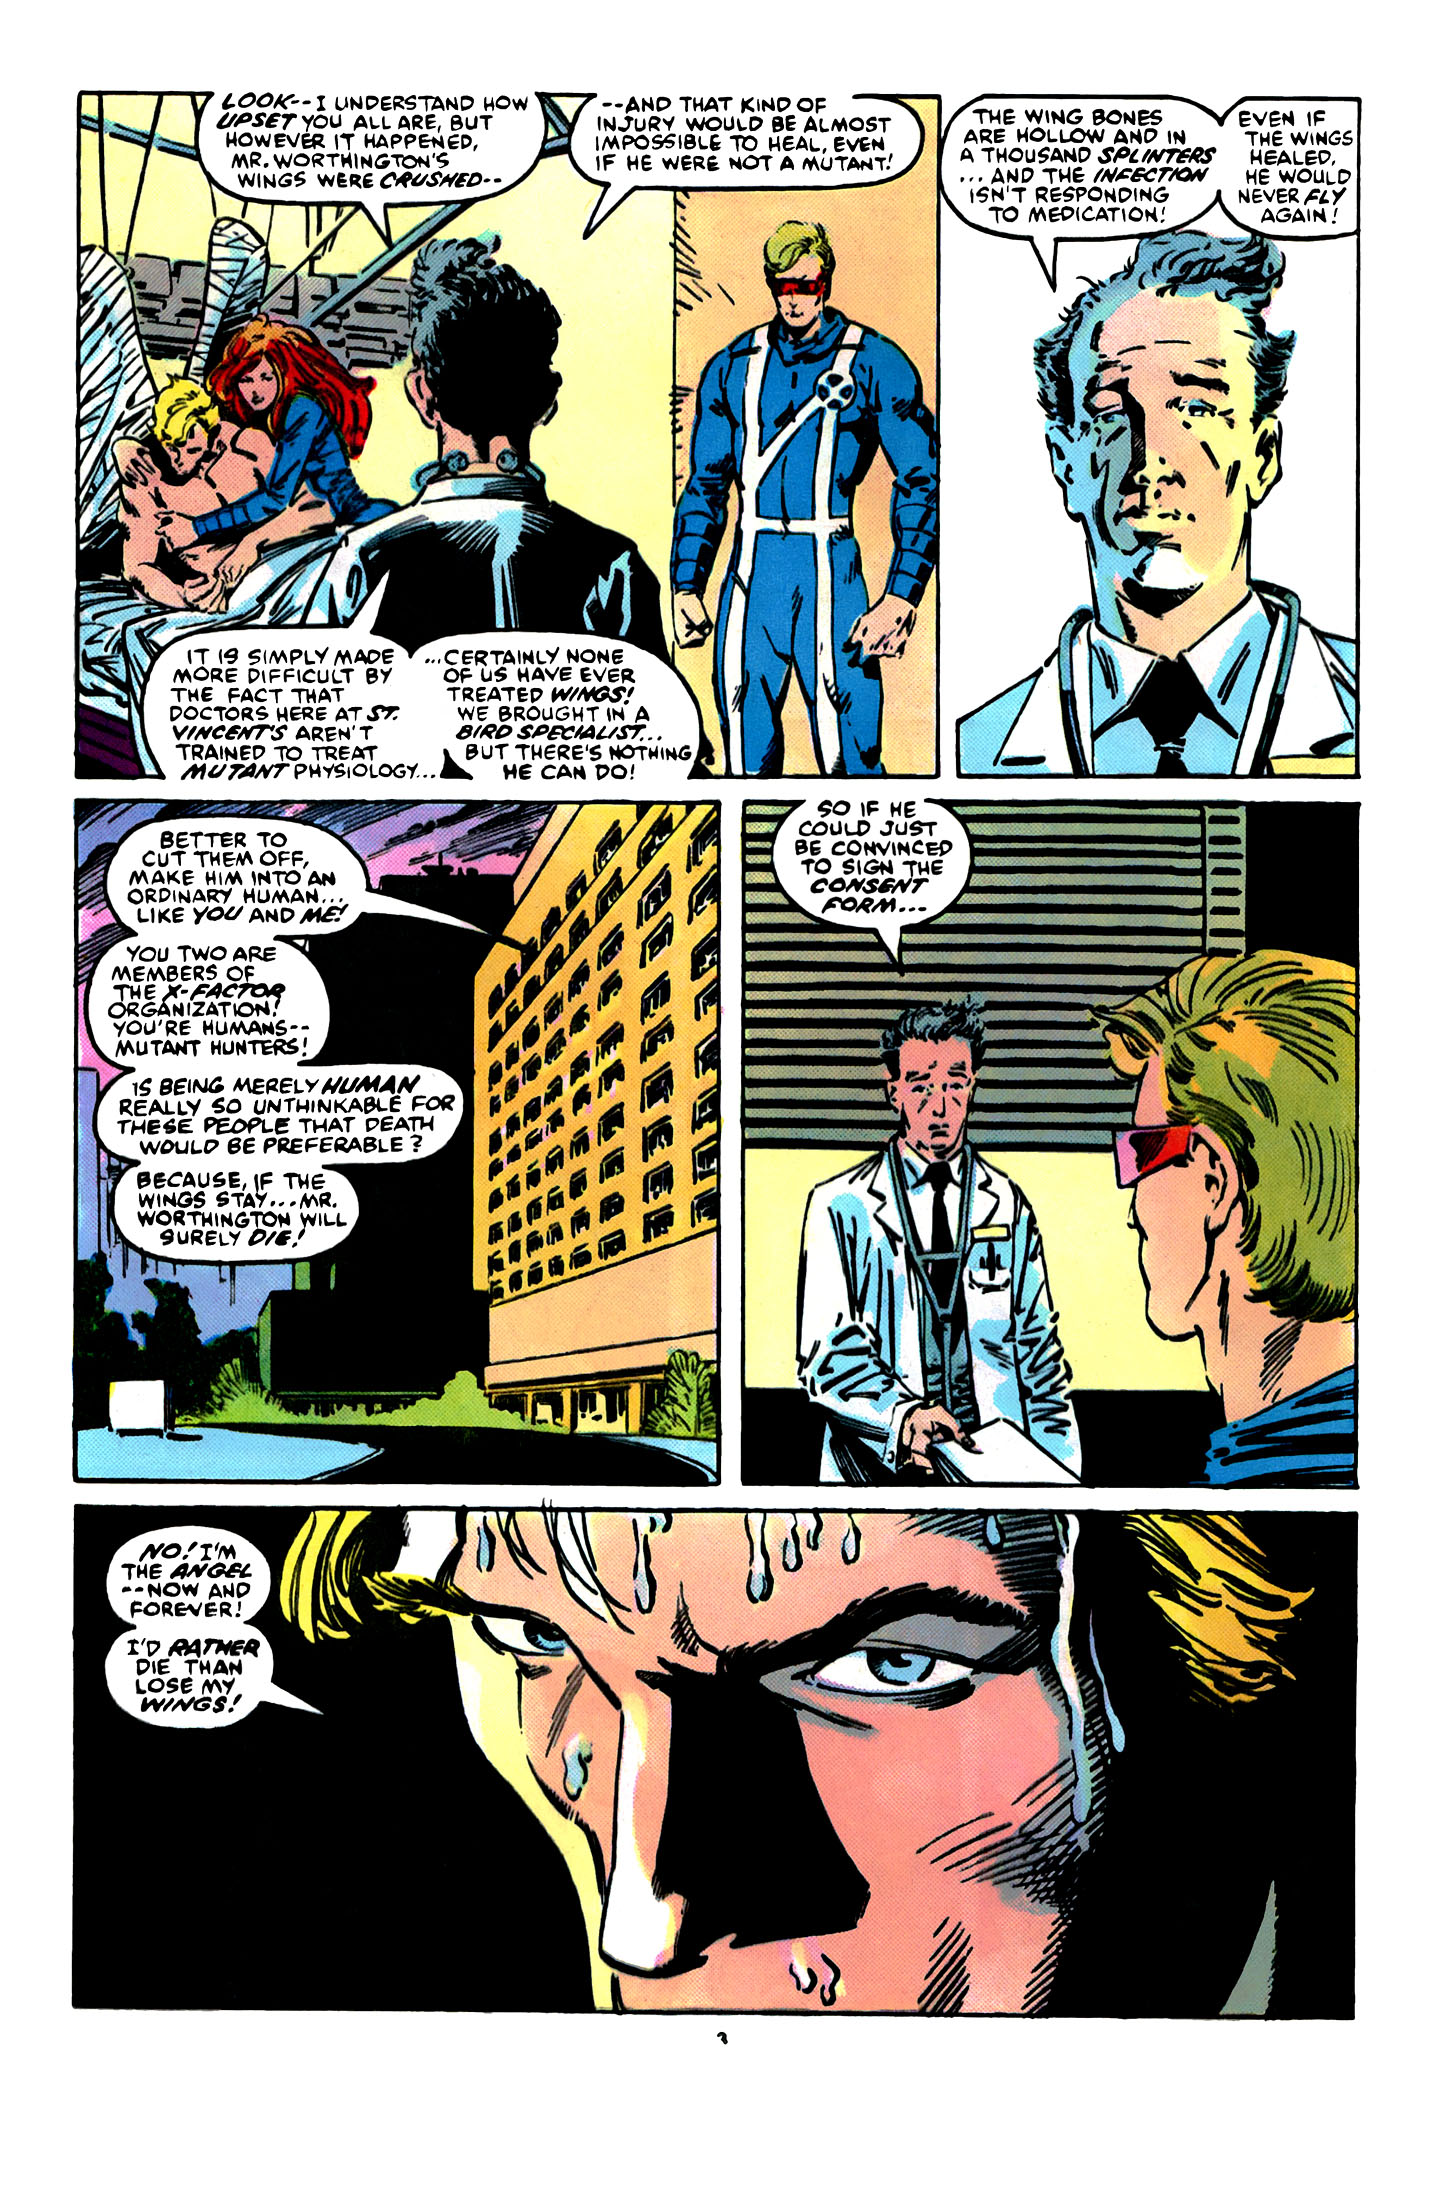 LOOK--I UNDERSTAND HOW
UPSET YOU ALL ARE, BUT
HOWEVER IT HAPPENED,
MR. WORTHINGTON'S
WINGS WERE CRUSHED--
--AND THAT KIND OF
INJURY WOULD BE ALMOST
IMPOSSIBLE TO HEAL, EVEN
IF HE WERE NOT A MUTANT!
IT IS SIMPLY MADE
MORE DIFFICULT BY
THE FACT THAT
DOCTORS HERE AT ST.
VINCENT'S AREN'T
TRAINED TO TREAT
MUTANT PHYSIOLOGY...
...CERTAINLY NONE
OF US HAVE EVER
TREATED WINGS!
WE BROUGHT IN A
BIRD SPECIALIST...
BUT THERE'S NOTHING
HE CAN DO!
THE WING BONES
ARE HOLLOW AND IN
A THOUSAND SPLINTERS
...AND THE INFECTION
ISN'T RESPONDING
TO MEDICATION!
EVEN IF
THE WINGS
HEALED,
HE WOULD
NEVER FLY
AGAIN!
BETTER TO
CUT THEM OFF,
MAKE HIM INTO AN
ORDINARY HUMAN...
LIKE YOU AND ME!
YOU TWO ARE
MEMBERS OF
THE X-FACTOR
ORGANIZATION!
YOU'RE HUMANS--
MUTANT HUNTERS!
IS BEING MERELY HUMAN
REALLY SO UNTHINKABLE FOR
THESE PEOPLE THAT DEATH
WOULD BE PREFERABLE?
BECAUSE, IF THE
WINGS STAY...MR.
WORTHINGTON WILL
SURELY DIE!
SO IF HE
COULD JUST
BE CONVINCED
TO SIGN THE
CONSENT
FORM...
NO! I'M
THE ANGEL
--NOW AND
FOREVER!
I'D RATHER
DIE THAN
LOSE MY
WINGS!